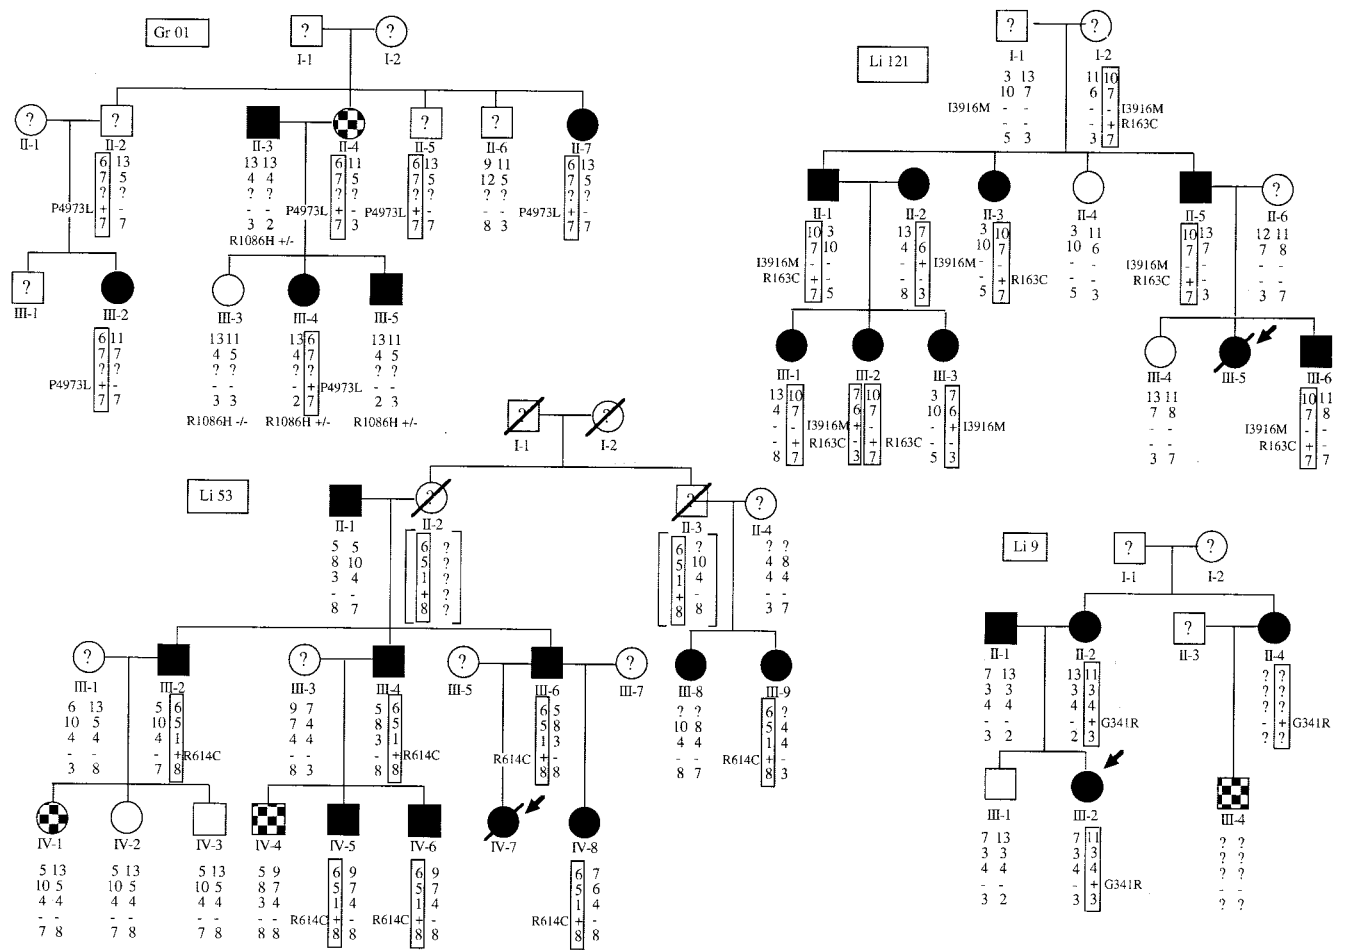 Gr 01
? ?
I-1 I-2
? ? ?
II-1 II-2 II-3 II-4 II-5 II-6 II-7
6 13 13 13 6 11 6 13 9 11 6 13
7 5 4 4 7 5 7 5 12 5 7 5
? ? ? ? ? ? ? ? ? ? ? ?
P4973L + - - - P4973L + - P4973L + - - - P4973L + -
7 7 3 2 7 3 7 7 8 3 7 7
R1086H +/-
?
III-1 III-2 III-3 III-4 III-5
6 11 13 11 13 6 13 11
7 7 4 5 4 7 4 5
? ? ? ? ? ? ? ?
P4973L + - - - - + P4973L - -
7 7 3 3 2 7 2 3
R1086H -/- R1086H +/- R1086H +/-
Li 121
? ?
I-1 I-2
3 13 11 10
10 7 6 7
I3916M - - - - I3916M
- - - + R163C
5 3 3 7
?
II-1 II-2 II-3 II-4 II-5 II-6
10 3 13 7 3 10 3 11 10 13 12 11
7 10 4 6 10 7 10 6 7 7 7 8
I3916M - - - + I3916M - - - - I3916M - - - -
R163C + - - - - + R163C - - R163C + - - -
7 5 8 3 5 7 5 3 7 3 3 7
III-1 III-2 III-3 III-4 III-5 III-6
13 10 7 10 3 7 13 11 10 11
4 7 6 7 10 6 7 8 7 8
- - I3916M + - - + I3916M - - I3916M - -
- + R163C - + R163C - - - - R163C + -
8 7 3 7 5 3 3 7 7 7
Li 53
? ?
I-1 I-2
? ? ?
II-1 II-2 II-3 II-4
5 5 6 ? 6 ? ? ?
8 10 5 ? 5 10 4 8
3 4 1 ? 1 4 4 4
- - + ? + - - -
8 7 8 ? 8 8 3 7
? ? ? ?
III-1 III-2 III-3 III-4 III-5 III-6 III-7 III-8 III-9
6 13 5 6 9 7 5 6 6 5 ? ? 6 ?
10 5 10 5 7 4 8 5 5 8 10 8 5 4
4 4 4 1 4 4 3 1 1 3 4 4 1 4
- - - + R614C - - - + R614C R614C + - - - R614C + -
3 8 7 8 8 3 8 8 8 8 8 7 8 3
IV-1 IV-2 IV-3 IV-4 IV-5 IV-6 IV-7 IV-8
5 13 5 13 5 13 5 9 6 9 6 9 6 7
10 5 10 5 10 5 8 7 5 7 5 7 5 6
4 4 4 4 4 4 3 4 1 4 1 4 1 4
- - - - - - - - R614C + - R614C + - R614C + -
7 8 7 8 7 8 8 8 8 8 8 8 8 8
Li 9
? ?
I-1 I-2
?
II-1 II-2 II-3 II-4
7 13 13 11 ? ?
3 3 3 3 ? ?
4 4 4 4 ? ?
- - - + G341R - + G341R
3 2 2 3 ? ?
III-1 III-2 III-4
7 13 7 11 ? ?
3 3 3 3 ? ?
4 4 4 4 ? ?
- - - + G341R - -
3 2 3 3 ? ?